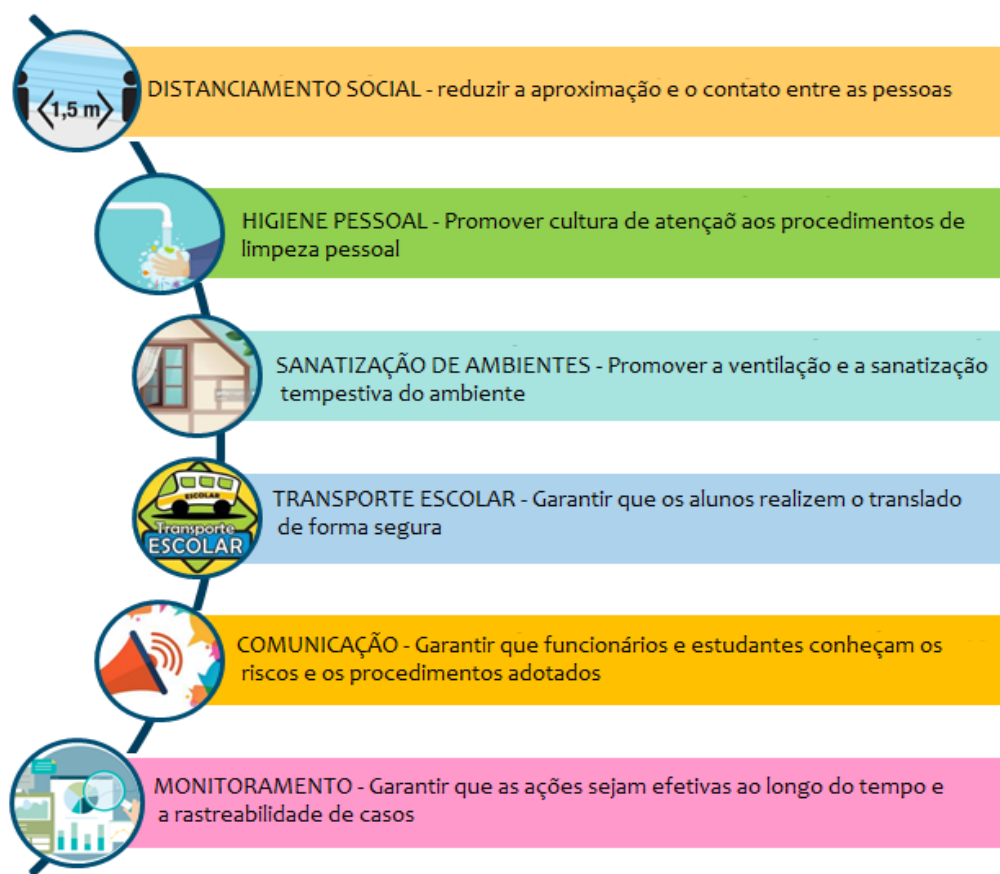 <1,5 m>
DISTANCIAMENTO SOCIAL - reduzir a aproximação e o contato entre as pessoas
HIGIENE PESSOAL - Promover cultura de atençaõ aos procedimentos de
limpeza pessoal
SANATIZAÇÃO DE AMBIENTES - Promover a ventilação e a sanatização
tempestiva do ambiente
ESCOLAR
Transporte
ESCOLAR
TRANSPORTE ESCOLAR - Garantir que os alunos realizem o translado
de forma segura
COMUNICAÇÃO - Garantir que funcionários e estudantes conheçam os
riscos e os procedimentos adotados
MONITORAMENTO - Garantir que as ações sejam efetivas ao longo do tempo e
a rastreabilidade de casos